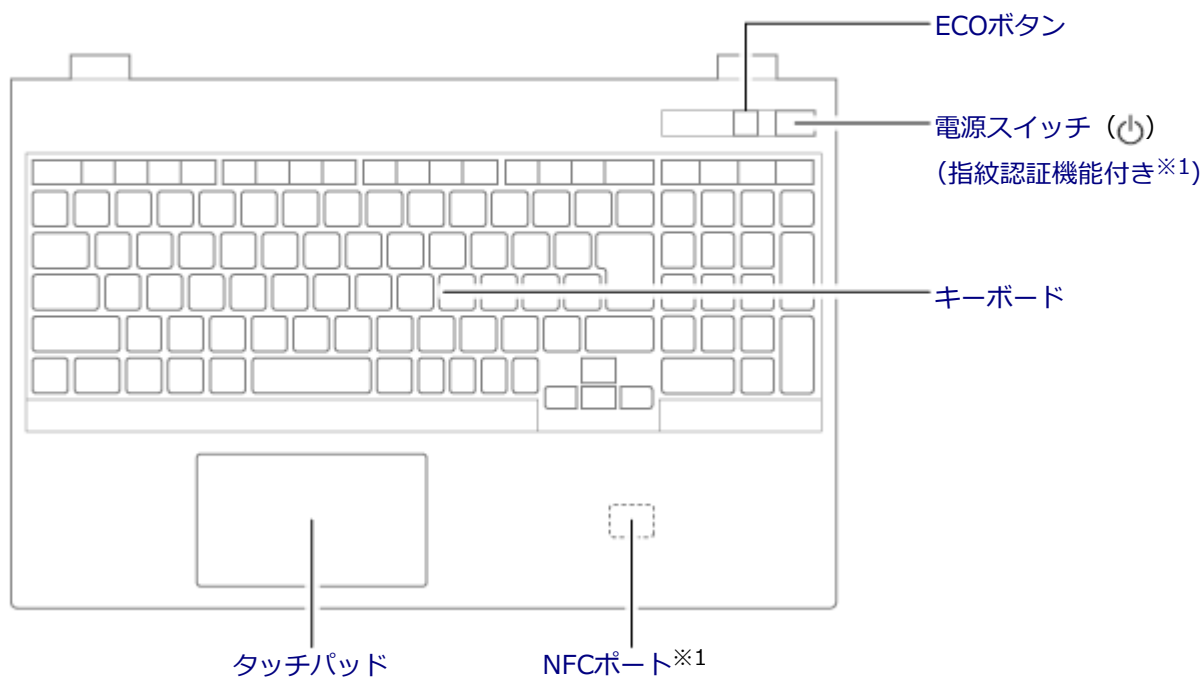 ECOボタン
電源スイッチ（⏻）
（指紋認証機能付き※1）
キーボード
タッチパッド
NFCポート※1